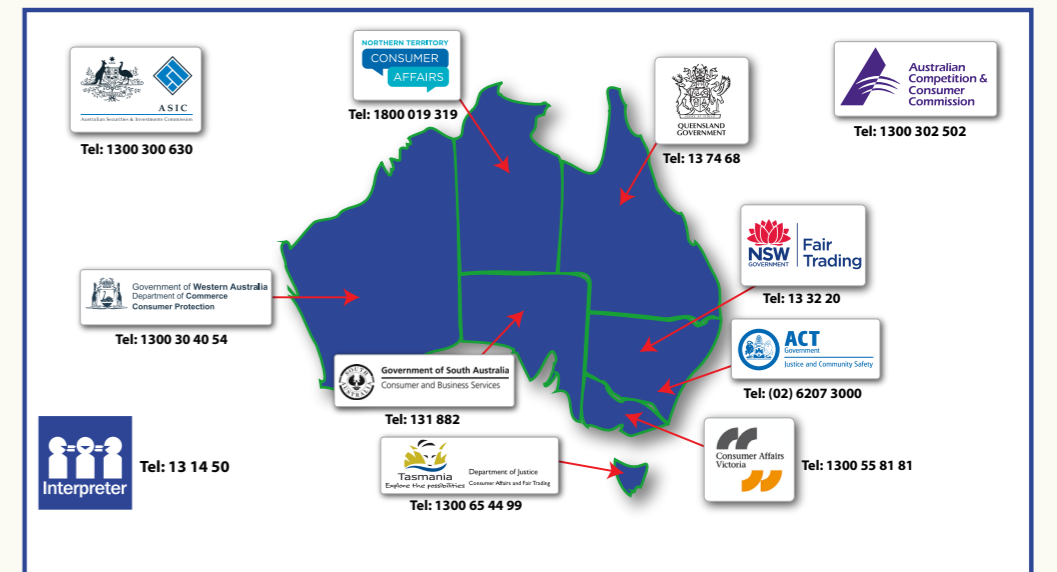 ASIC
Australian Securities & Investments Commission
Tel: 1300 300 630
NORTHERN TERRITORY
CONSUMER
AFFAIRS
Tel: 1800 019 319
QUEENSLAND
GOVERNMENT
Tel: 13 74 68
Australian
Competition &
Consumer
Commission
Tel: 1300 302 502
NSW
GOVERNMENT
Fair
Trading
Tel: 13 32 20
Government of Western Australia
Department of Commerce
Consumer Protection
Tel: 1300 30 40 54
ACT
Government
Justice and Community Safety
Tel: (02) 6207 3000
SOUTH
AUSTRALIA
Government of South Australia
Consumer and Business Services
Tel: 131 882
Interpreter
Tel: 13 14 50
Tasmania
Explore the possibilities
Department of Justice
Consumer Affairs and Fair Trading
Tel: 1300 65 44 99
Consumer Affairs
Victoria
Tel: 1300 55 81 81